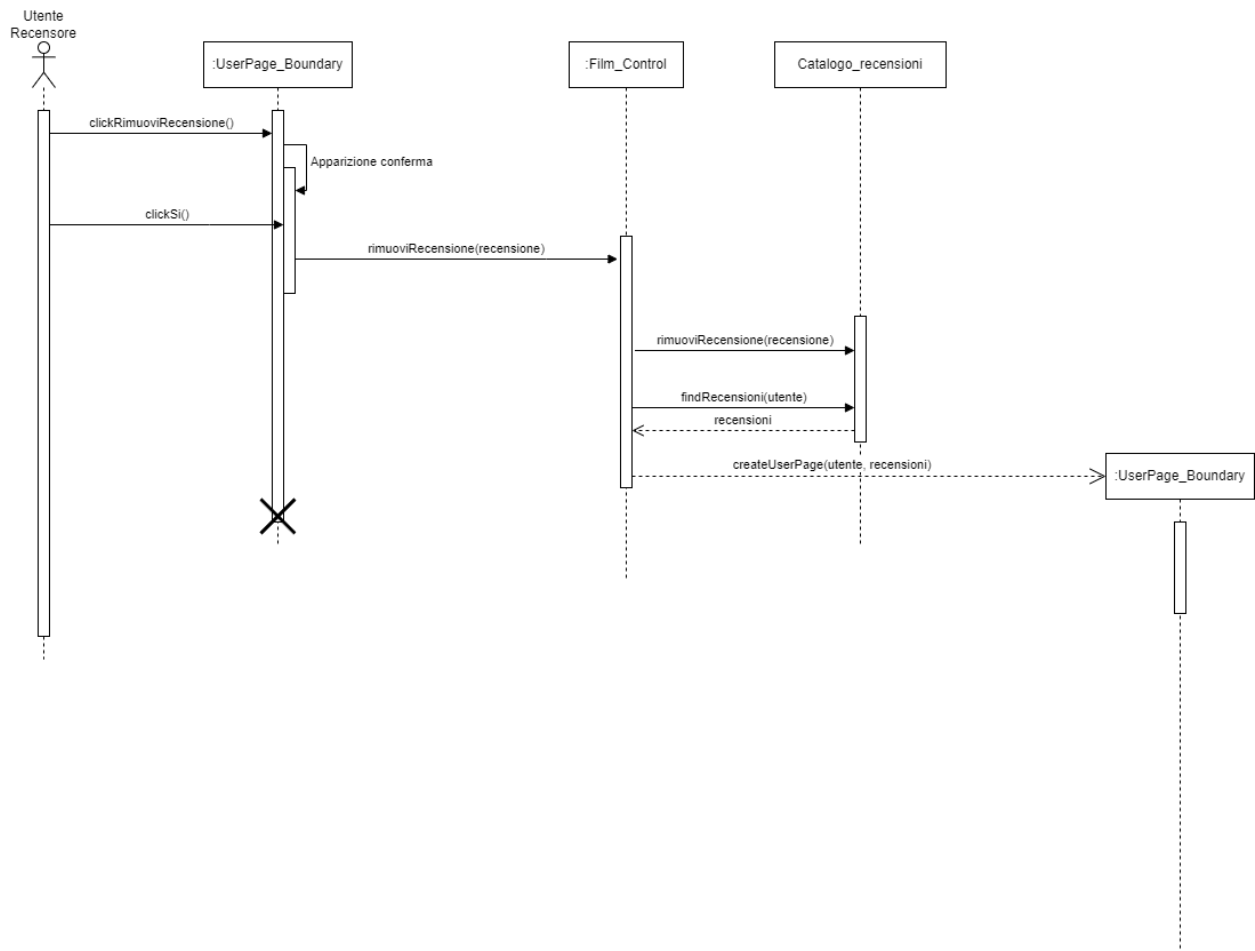 Utente
Recensore
:UserPage_Boundary
:Film_Control
Catalogo_recensioni
clickRimuoviRecensione()
Apparizione conferma
clickSi()
rimuoviRecensione(recensione)
rimuoviRecensione(recensione)
findRecensioni(utente)
recensioni
createUserPage(utente, recensioni)
:UserPage_Boundary